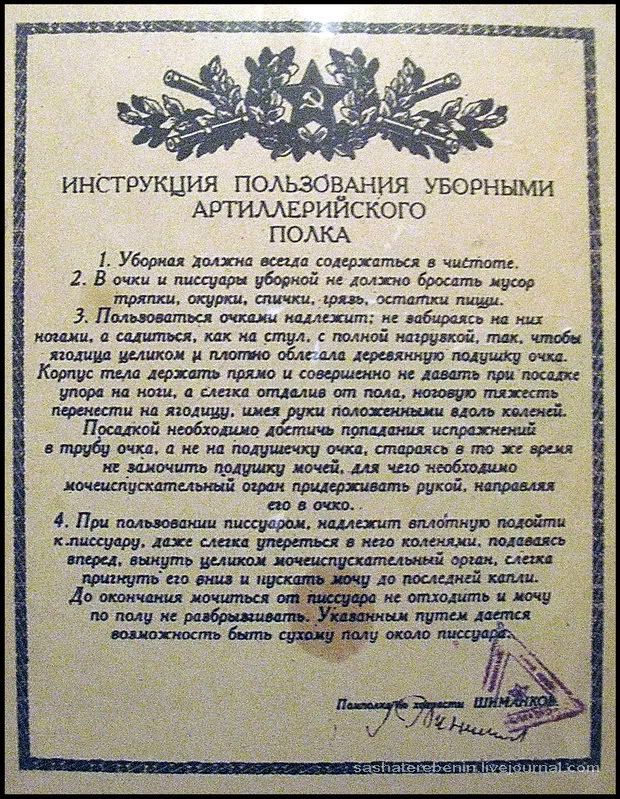 ИНСТРУКЦИЯ ПОЛЬЗОВАНИЯ УБОРНЫМИ
АРТИЛЛЕРИЙСКОГО
ПОЛКА
1. Уборная должна всегда содержаться в чистоте.
2. В очки и писсуары уборной не должно бросать мусор
тряпки, окурки, спички, грязь, остатки пищи.
3. Пользоваться очками надлежит: не забираясь на них
ногами, а садиться, как на стул, с полной нагрузкой, так, чтобы
ягодица целиком и плотно облегала деревянную подушку очка.
Корпус тела держать прямо и совершенно не давать при посадке
упора на ноги, а слегка отдалив от пола, ноговую тяжесть
перенести на ягодицу, имея руки положенными вдоль коленей.
Посадкой необходимо достичь попадания испражнений
в трубу очка, а не на подушечку очка, стараясь в то же время
не замочить подушку мочей, для чего необходимо
мочеиспускательный огран придерживать рукой, направляя
его в очко.
4. При пользовании писсуаром, надлежит вплотную подойти
к писсуару, даже слегка упереться в него коленями, подаваясь
вперед, вынуть целиком мочеиспускательный орган, слегка
пригнуть его вниз и пускать мочу до последней капли.
До окончания мочиться от писсуара не отходить и мочу
по полу не разбрызгивать. Указанным путем дается
возможность быть сухому полу около писсуара.
Помполка по ШИМАНКОВ
sashaterebenin.livejournal.com